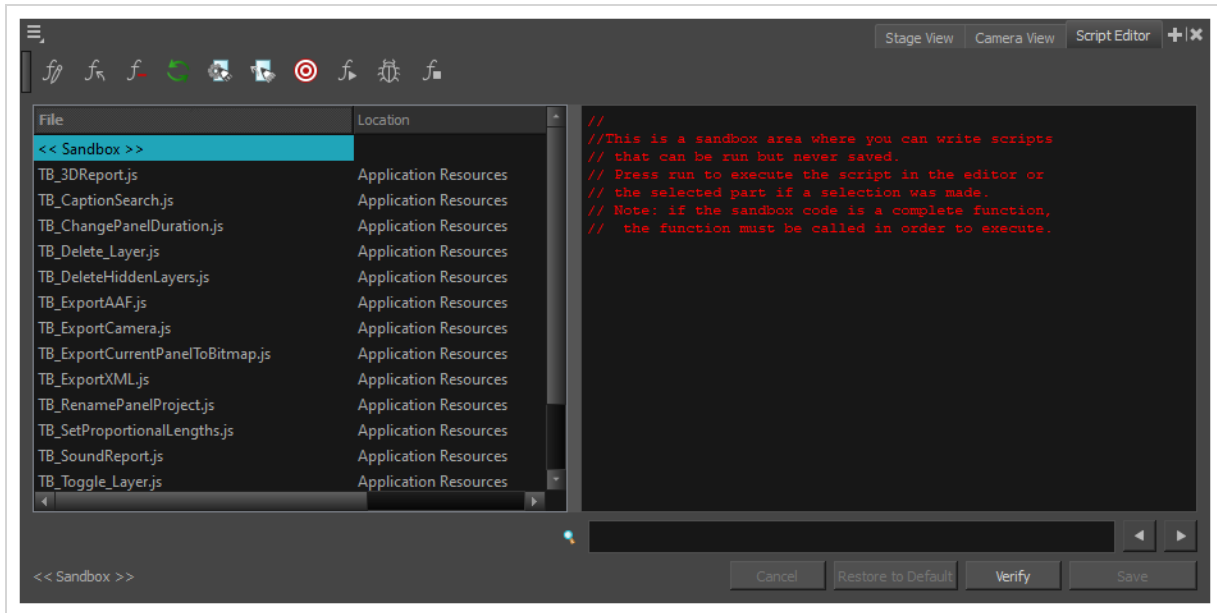 Stage View Camera View Script Editor
File Location
<< Sandbox >>
TB_3DReport.js Application Resources
TB_CaptionSearch.js Application Resources
TB_ChangePanelDuration.js Application Resources
TB_Delete_Layer.js Application Resources
TB_DeleteHiddenLayers.js Application Resources
TB_ExportAAF.js Application Resources
TB_ExportCamera.js Application Resources
TB_ExportCurrentPanelToBitmap.js Application Resources
TB_ExportXML.js Application Resources
TB_RenamePanelProject.js Application Resources
TB_SetProportionalLengths.js Application Resources
TB_SoundReport.js Application Resources
TB_Toggle_Layer.js Application Resources
//
//This is a sandbox area where you can write scripts
// that can be run but never saved.
// Press run to execute the script in the editor or
// the selected part if a selection was made.
// Note: if the sandbox code is a complete function,
//  the function must be called in order to execute.
<< Sandbox >>
Cancel Restore to Default Verify Save